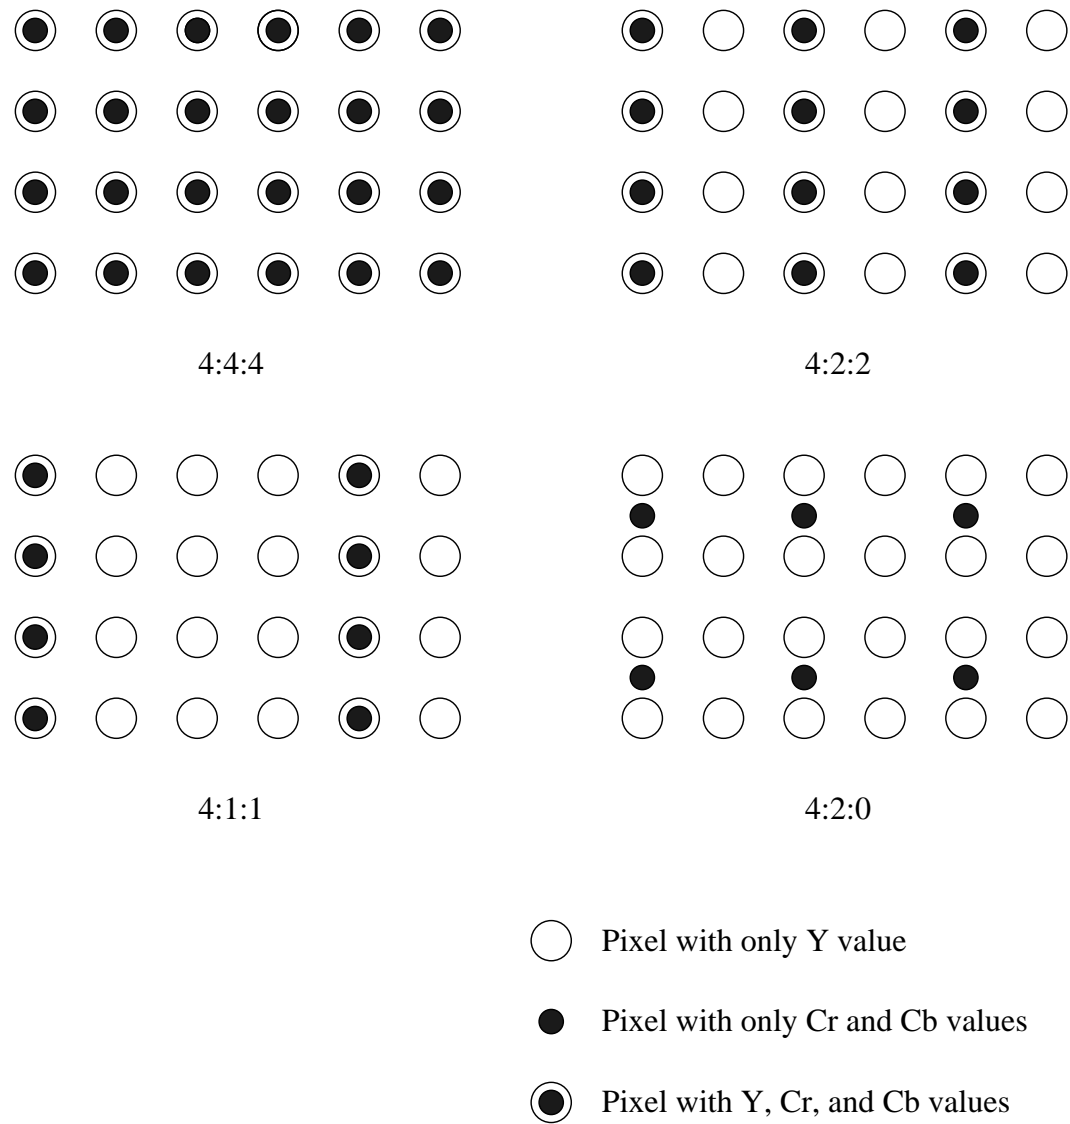 4:4:4
4:2:2
4:1:1
4:2:0
Pixel with only Y value
Pixel with only Cr and Cb values
Pixel with Y, Cr, and Cb values